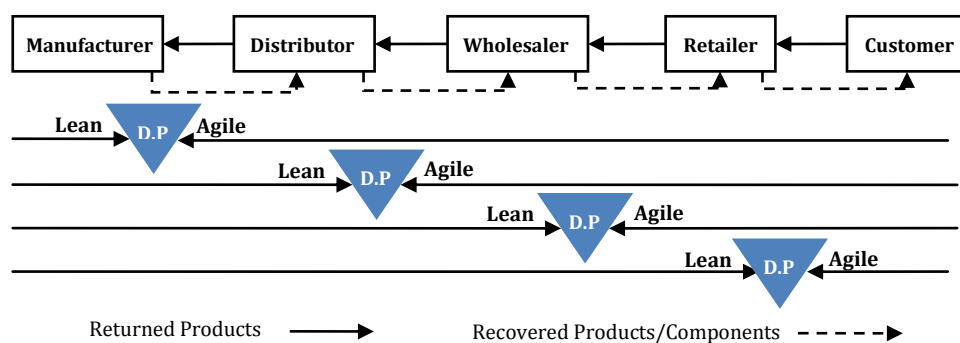 Manufacturer Distributor Wholesaler Retailer Customer
Lean D.P Agile
Lean D.P Agile
Lean D.P Agile
Lean D.P Agile
Returned Products Recovered Products/Components